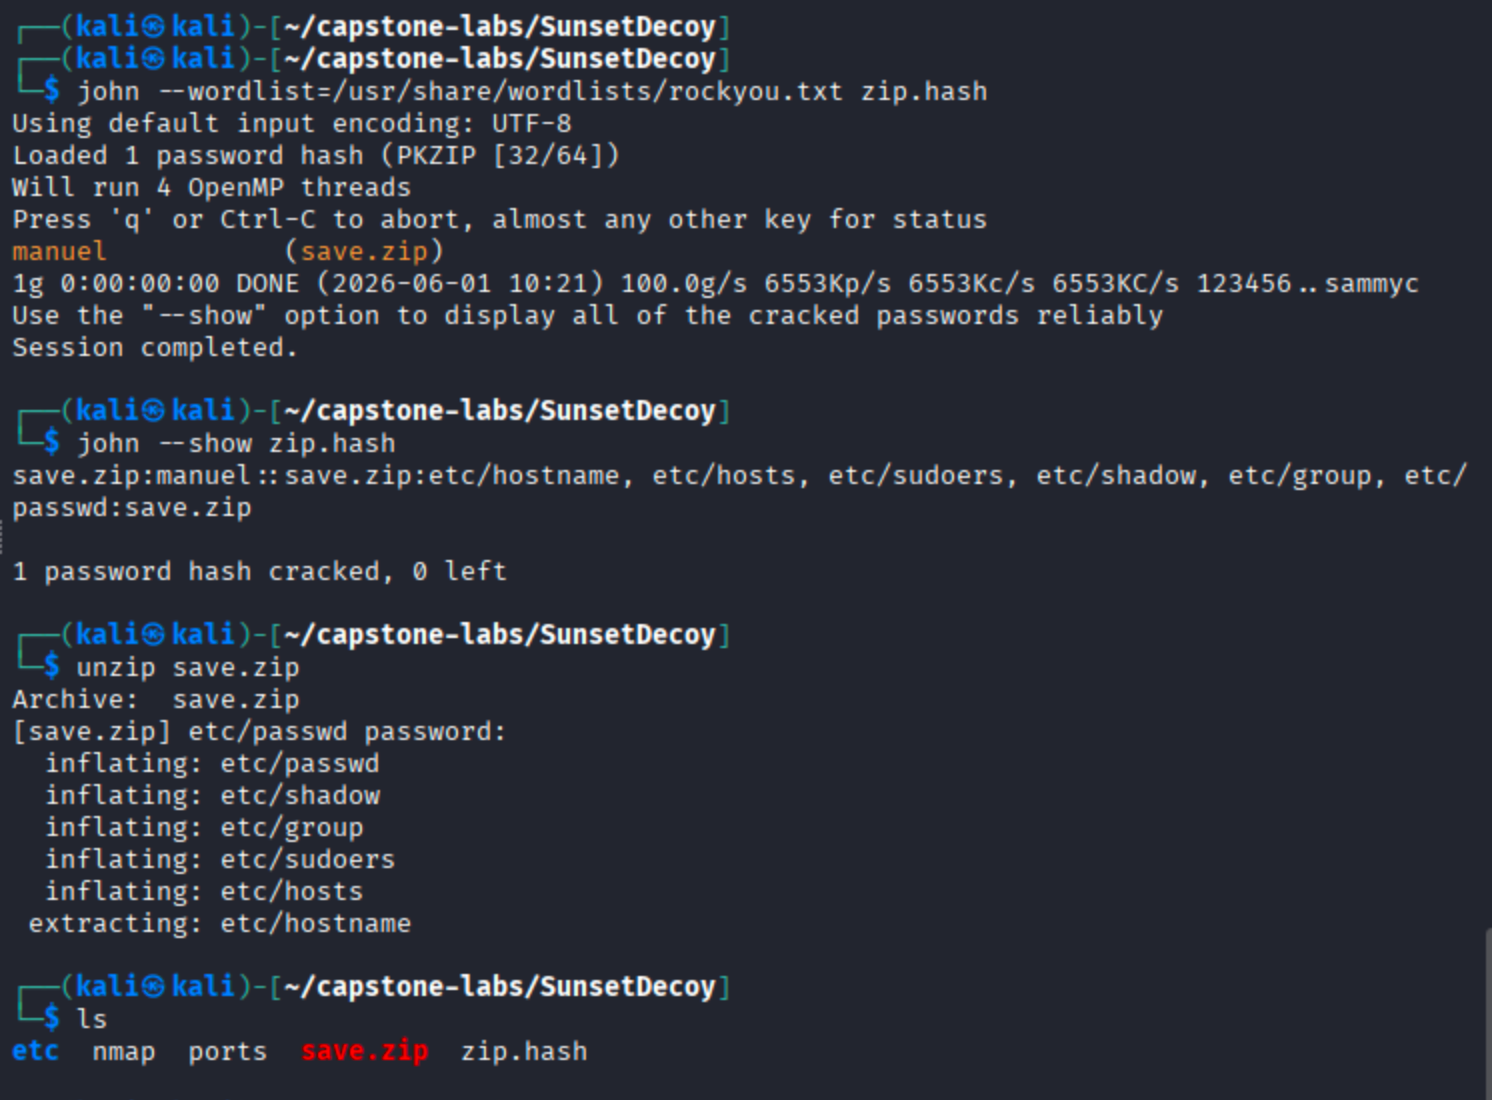 ┌──(kali㉿kali)-[~/capstone-labs/SunsetDecoy]
┌──(kali㉿kali)-[~/capstone-labs/SunsetDecoy]
└─$ john --wordlist=/usr/share/wordlists/rockyou.txt zip.hash
Using default input encoding: UTF-8
Loaded 1 password hash (PKZIP [32/64])
Will run 4 OpenMP threads
Press 'q' or Ctrl-C to abort, almost any other key for status
manuel           (save.zip)
1g 0:00:00:00 DONE (2026-06-01 10:21) 100.0g/s 6553Kp/s 6553Kc/s 6553KC/s 123456..sammyc
Use the "--show" option to display all of the cracked passwords reliably
Session completed.
┌──(kali㉿kali)-[~/capstone-labs/SunsetDecoy]
└─$ john --show zip.hash
save.zip:manuel::save.zip:etc/hostname, etc/hosts, etc/sudoers, etc/shadow, etc/group, etc/
passwd:save.zip
1 password hash cracked, 0 left
┌──(kali㉿kali)-[~/capstone-labs/SunsetDecoy]
└─$ unzip save.zip
Archive:  save.zip
[save.zip] etc/passwd password:
  inflating: etc/passwd
  inflating: etc/shadow
  inflating: etc/group
  inflating: etc/sudoers
  inflating: etc/hosts
 extracting: etc/hostname
┌──(kali㉿kali)-[~/capstone-labs/SunsetDecoy]
└─$ ls
etc  nmap  ports  save.zip  zip.hash